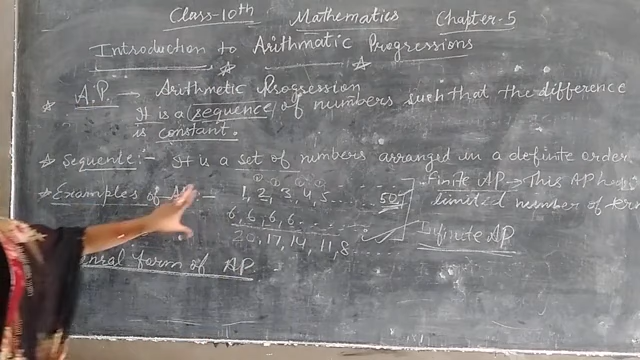 Class-10th Mathematics Chapter-5
Introduction to Arithmatic Progressions
A.P. → Arithmetic Progression
It is a sequence of numbers such that the difference
is constant.
Sequence:- It is a set of numbers arranged in a definite order
Examples of AP:- 1, 2, 3, 4, 5 ..... 50
6, 6, 6, 6 .....
20, 17, 14, 11, 8
Finite AP → This AP has
limited number of
Infinite AP
form of AP